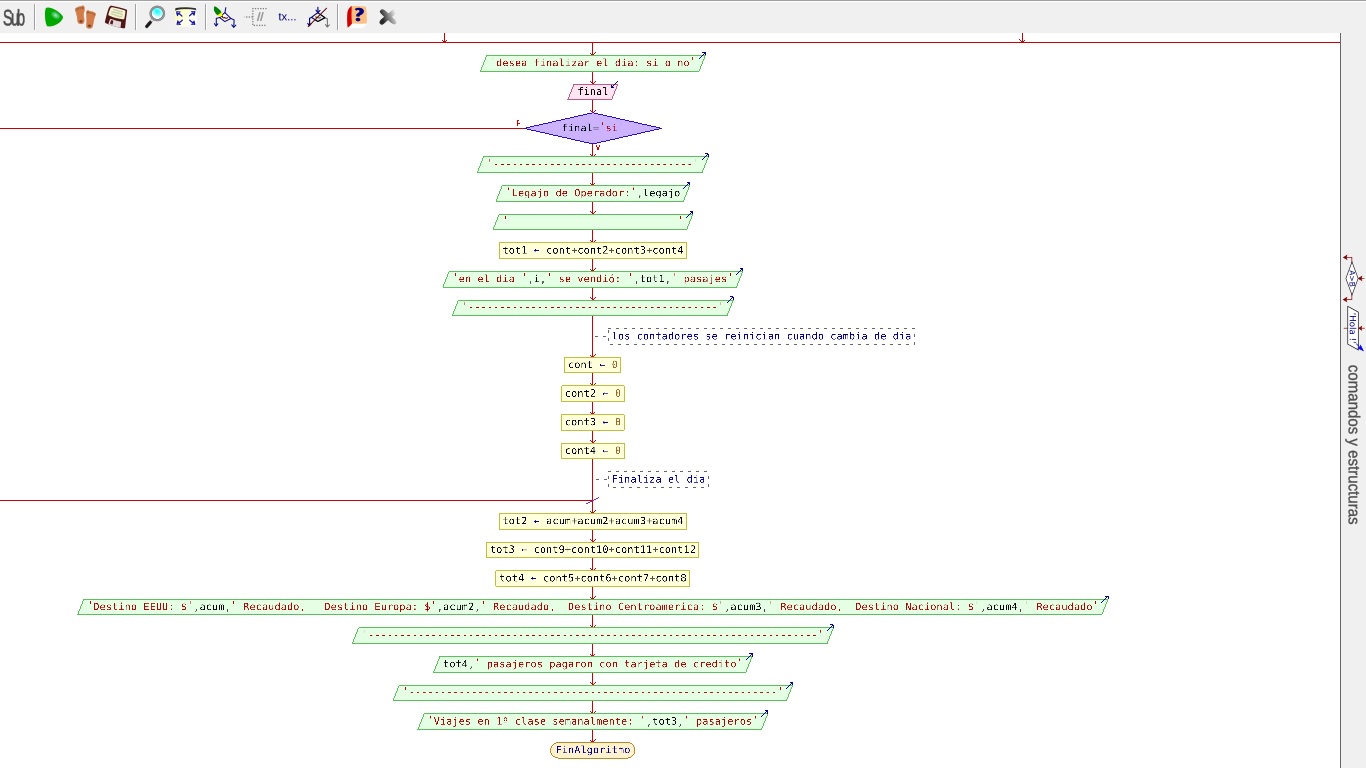 Sub
tx...
desea finalizar el dia: si o no'
final
final='si
F
V
'--------------------------------'
'Legajo de Operador:',legajo
' '
tot1 ← cont+cont2+cont3+cont4
'en el dia ',i,' se vendió: ',tot1,' pasajes'
'----------------------------------------'
los contadores se reinician cuando cambia de dia
cont ← 0
cont2 ← 0
cont3 ← 0
cont4 ← 0
Finaliza el dia
tot2 ← acum+acum2+acum3+acum4
tot3 ← cont9+cont10+cont11+cont12
tot4 ← cont5+cont6+cont7+cont8
'Destino EEUU: $',acum,' Recaudado, Destino Europa: $',acum2,' Recaudado, Destino Centroamerica: $',acum3,' Recaudado, Destino Nacional: $ ,acum4,' Recaudado'
'------------------------------------------------------------------------'
tot4,' pasajeros pagaron con tarjeta de credito'
'-----------------------------------------------------------'
'Viajes en 1ª clase semanalmente: ',tot3,' pasajeros'
FinAlgoritmo
A>B
'Hola !'
comandos y estructuras